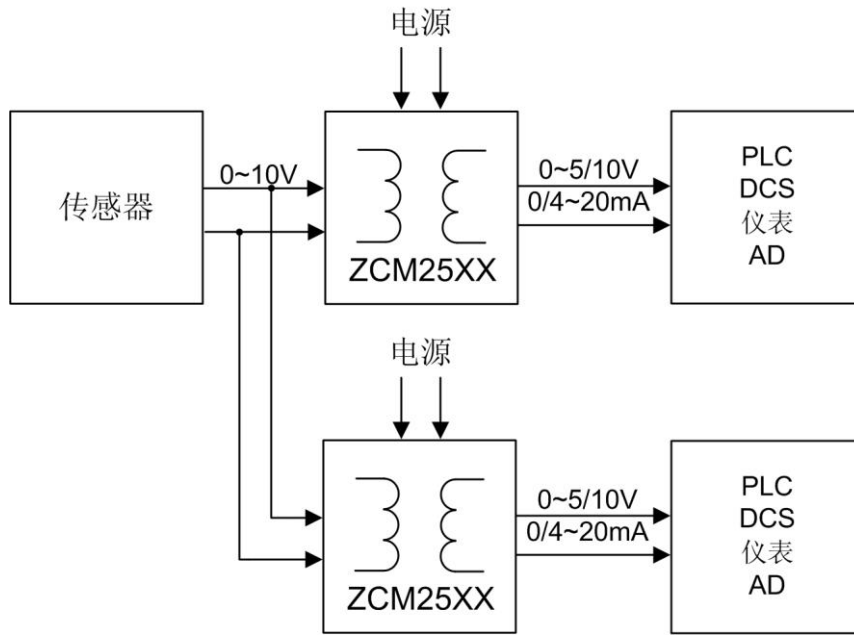 电源
传感器
0~10V
ZCM25XX
0~5/10V
0/4~20mA
PLC
DCS
仪表
AD
电源
ZCM25XX
0~5/10V
0/4~20mA
PLC
DCS
仪表
AD